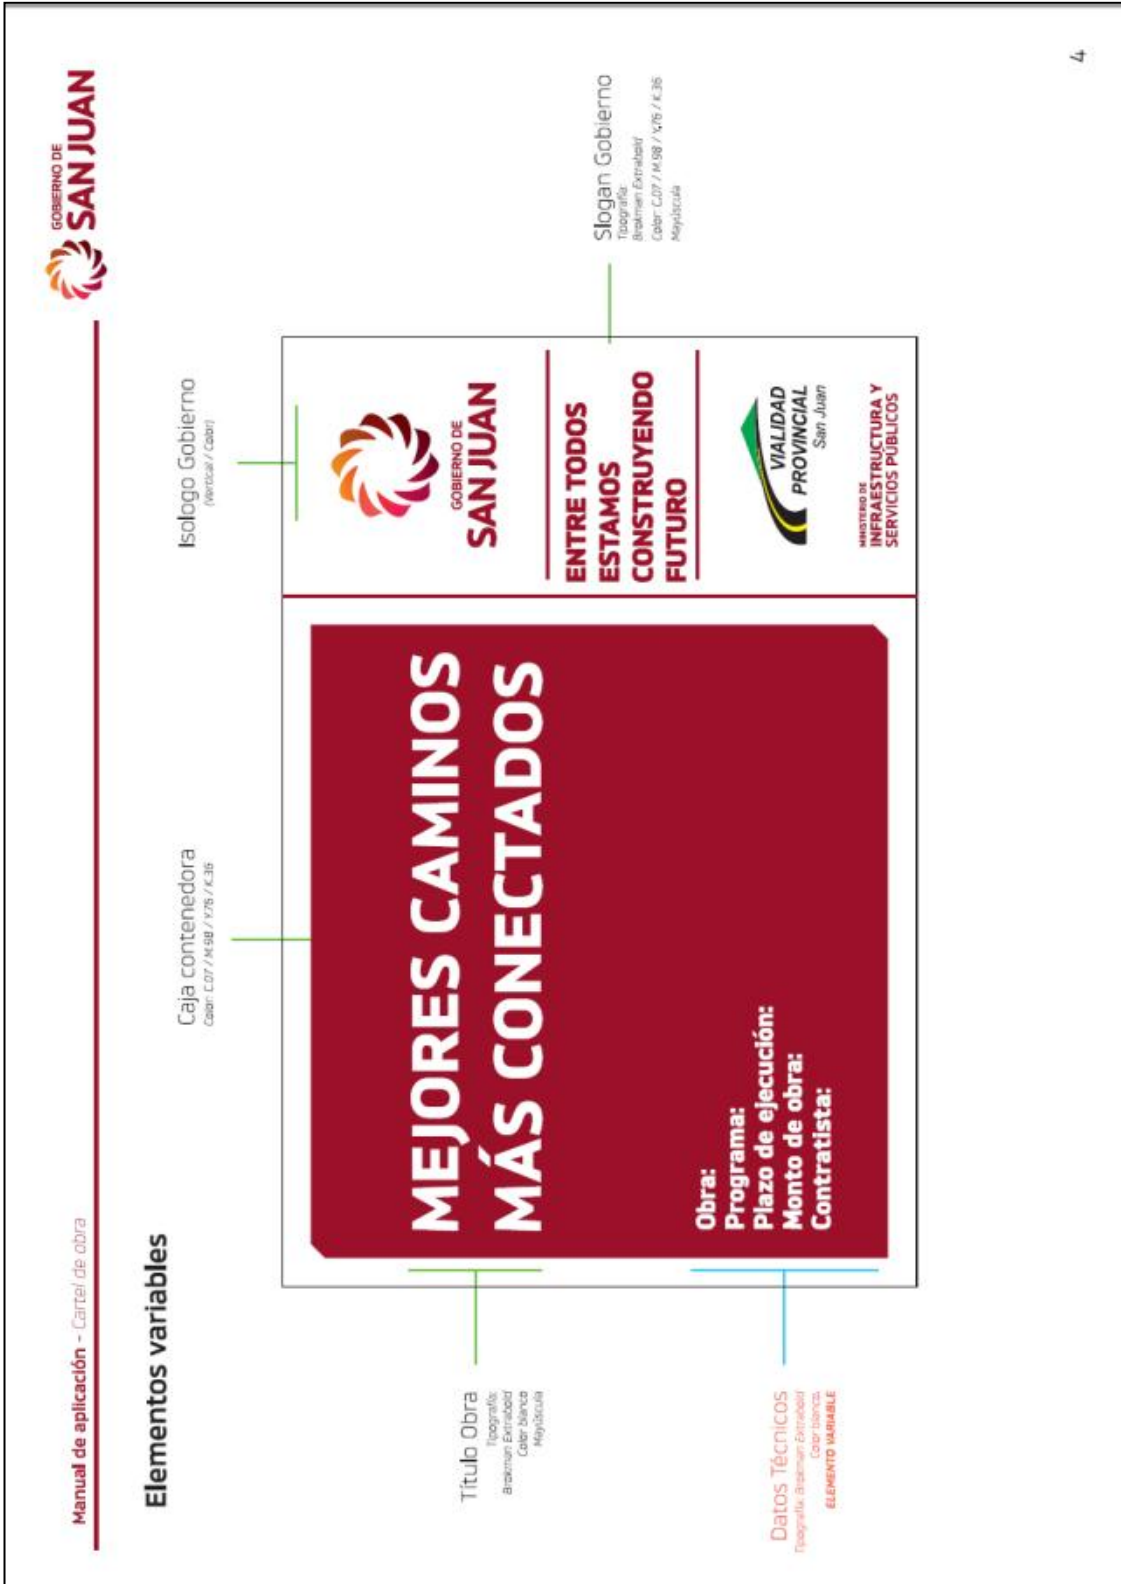 Manual de aplicación - Cartel de obra
GOBIERNO DE
SAN JUAN
Elementos variables
Caja contenedora
Color: C.07 / M.98 / Y.76 / K.36
Isologo Gobierno
(Vertical / Color)
Título Obra
Tipografía:
Brokman Extrabold
Color blanco
Mayúscula
MEJORES CAMINOS
MÁS CONECTADOS
GOBIERNO DE
SAN JUAN
ENTRE TODOS
ESTAMOS
CONSTRUYENDO
FUTURO
Slogan Gobierno
Tipografía:
Brokman Extrabold
Color: C.07 / M.98 / Y.76 / K.36
Mayúscula
Datos Técnicos
Tipografía: Brokman Extrabold
Color blanco.
ELEMENTO VARIABLE
Obra:
Programa:
Plazo de ejecución:
Monto de obra:
Contratista:
VIALIDAD
PROVINCIAL
San Juan
MINISTERIO DE
INFRAESTRUCTURA Y
SERVICIOS PÚBLICOS
4